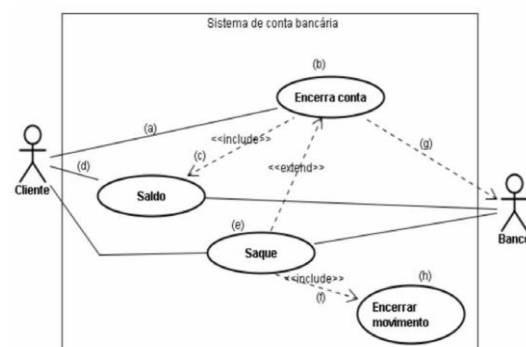 Sistema de conta bancária
(b)
Encerra conta
(a)
<<include>>
(c)
(g)
<<extend>>
(d)
Cliente
Saldo
Banco
(e)
Saque
<<include>>
(f)
(h)
Encerrar
movimento